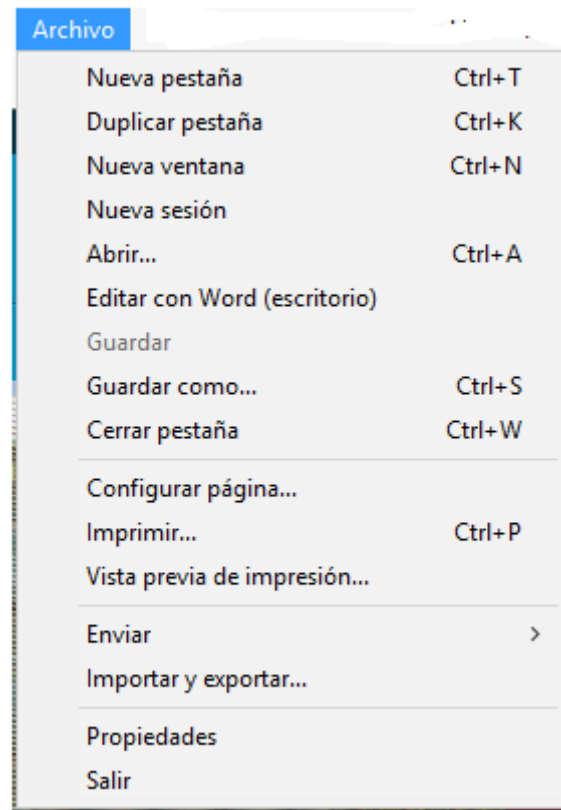 Archivo
Nueva pestaña Ctrl+T
Duplicar pestaña Ctrl+K
Nueva ventana Ctrl+N
Nueva sesión
Abrir... Ctrl+A
Editar con Word (escritorio)
Guardar
Guardar como... Ctrl+S
Cerrar pestaña Ctrl+W
Configurar página...
Imprimir... Ctrl+P
Vista previa de impresión...
Enviar
Importar y exportar...
Propiedades
Salir